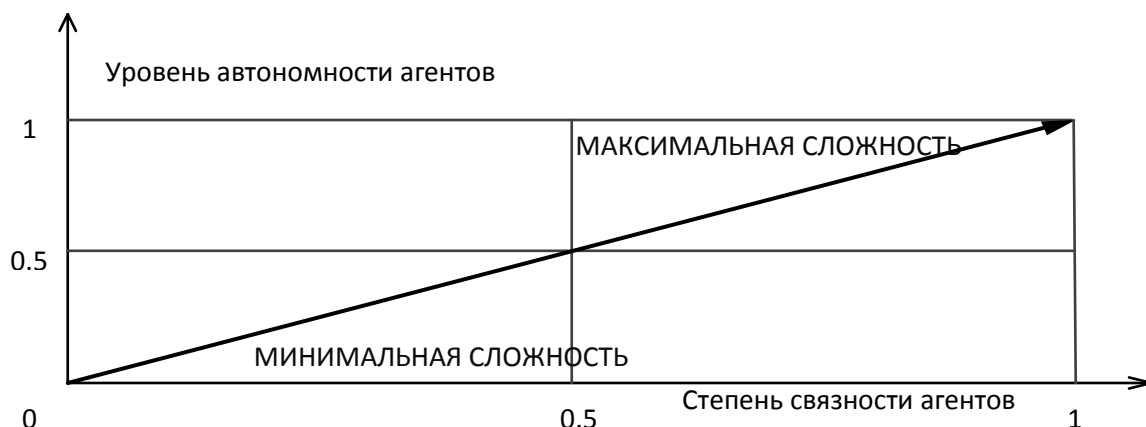 Уровень автономности агентов
1
МАКСИМАЛЬНАЯ СЛОЖНОСТЬ
0.5
МИНИМАЛЬНАЯ СЛОЖНОСТЬ
Степень связности агентов
0
0.5
1